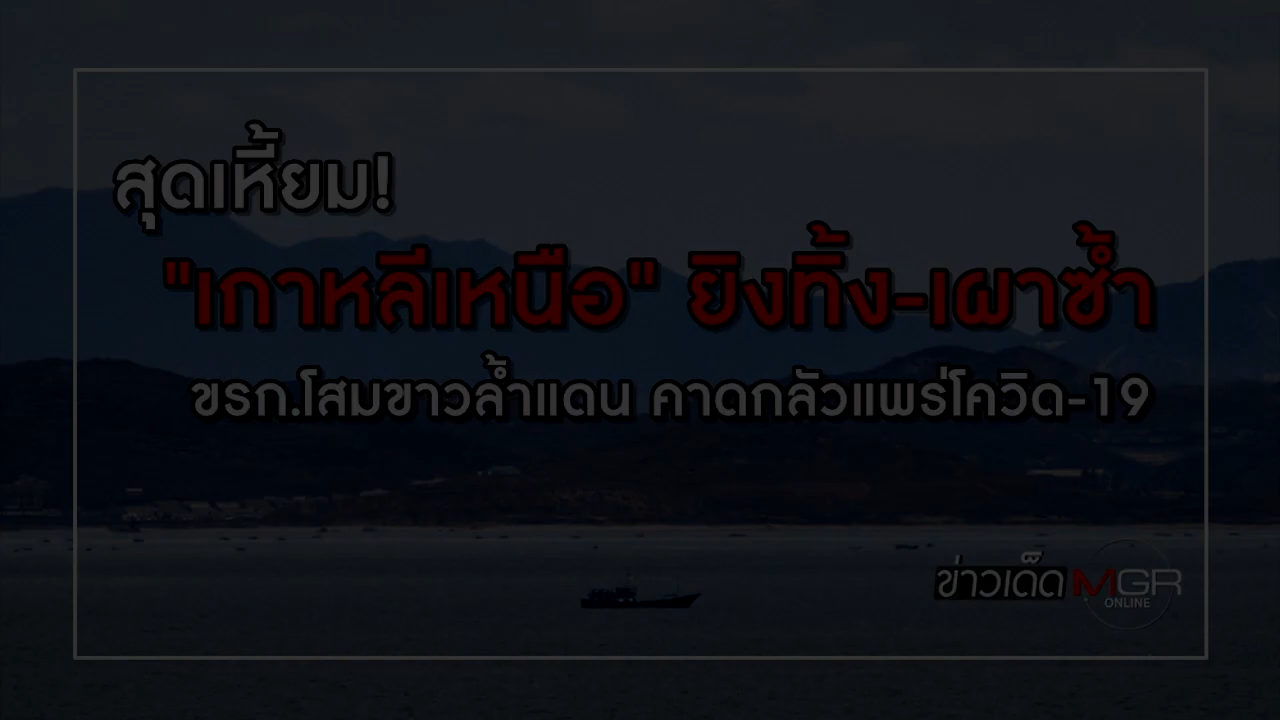 สุดเหี้ยม!
"เกาหลีเหนือ" ยิงทิ้ง-เผาซ้ำ
ขรก.โสมขาวล้ำแดน คาดกลัวแพร่โควิด-19
ข่าวเด็ด MGR
ONLINE